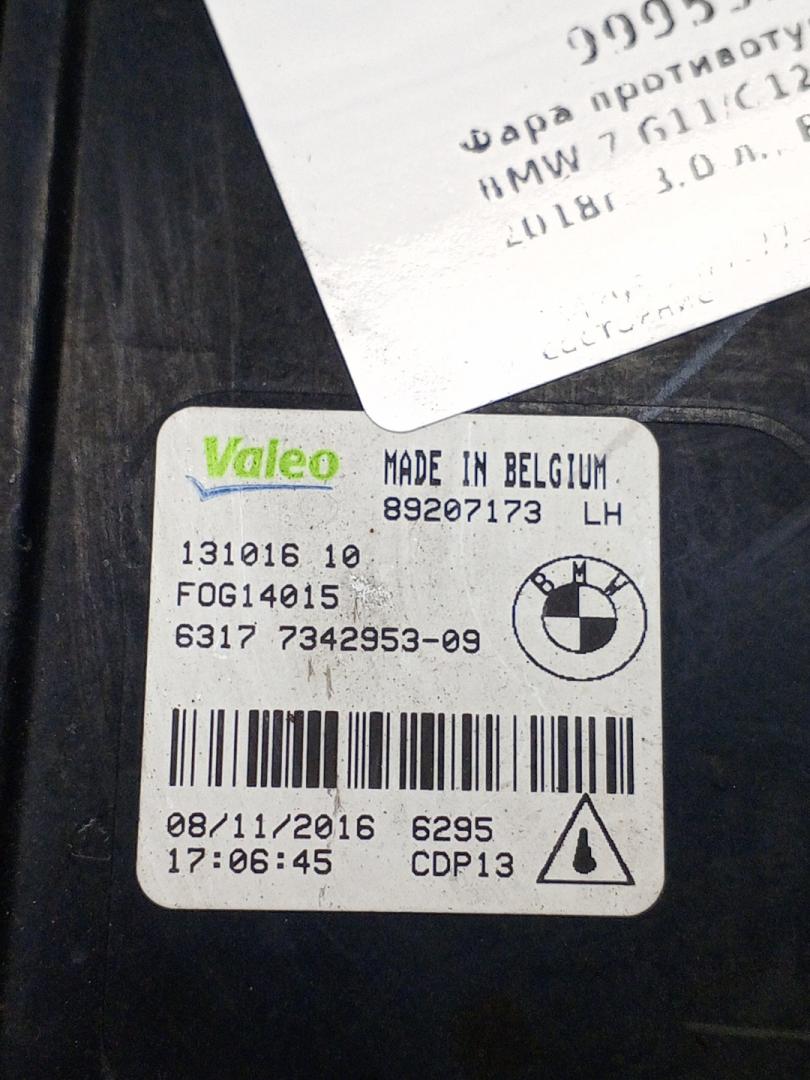 Фара
BMW 7 G11/G12
2018г. 3.0 л.,
состояние
Valeo
MADE IN BELGIUM
89207173 LH
131016 10
FOG14015
6317 7342953-09
BMW
08/11/2016 6295
17:06:45 CDP13